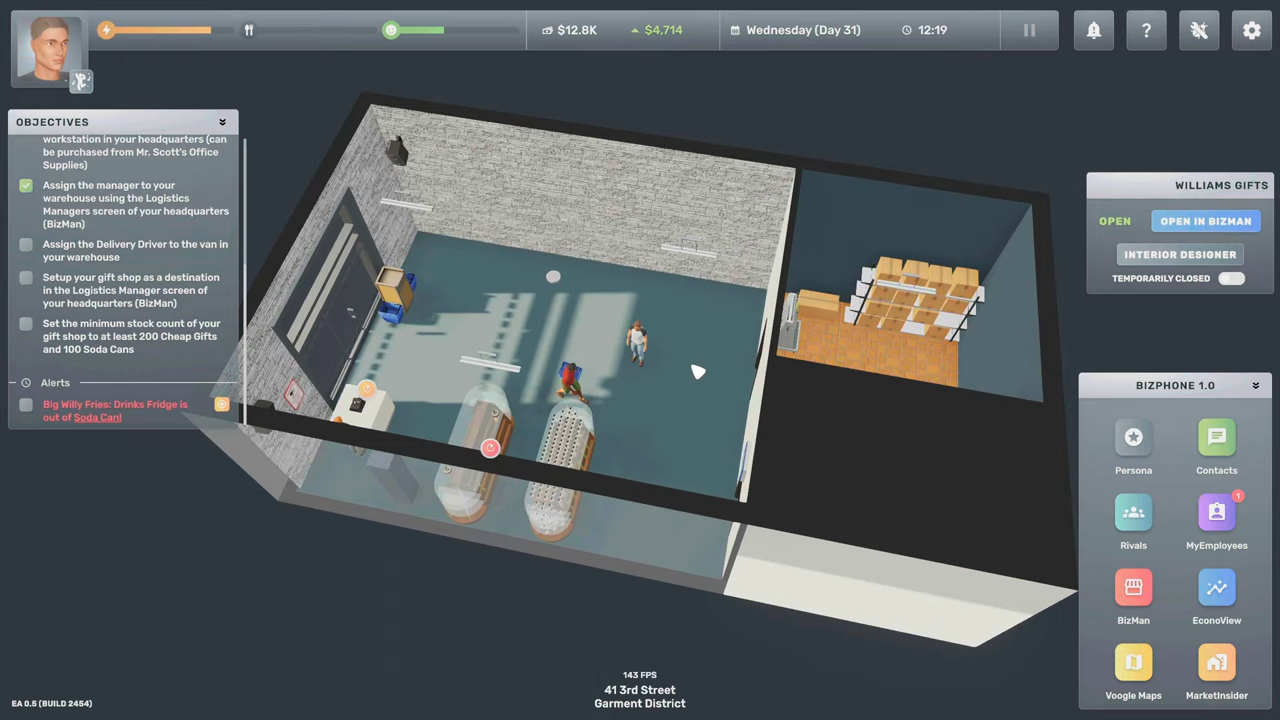 $12.8K
$4,714
Wednesday (Day 31)
12:19
?
OBJECTIVES
workstation in your headquarters (can
be purchased from Mr. Scott's Office
Supplies)
Assign the manager to your
warehouse using the Logistics
Managers screen of your headquarters
(BizMan)
Assign the Delivery Driver to the van in
your warehouse
Setup your gift shop as a destination
in the Logistics Manager screen of
your headquarters (BizMan)
Set the minimum stock count of your
gift shop to at least 200 Cheap Gifts
and 100 Soda Cans
Alerts
Big Willy Fries: Drinks Fridge is
out of Soda Can!
WILLIAMS GIFTS
OPEN
OPEN IN BIZMAN
INTERIOR DESIGNER
TEMPORARILY CLOSED
BIZPHONE 1.0
Persona
Contacts
Rivals
1
MyEmployees
BizMan
EconoView
Voogle Maps
MarketInsider
143 FPS
41 3rd Street
Garment District
EA 0.5 (BUILD 2454)